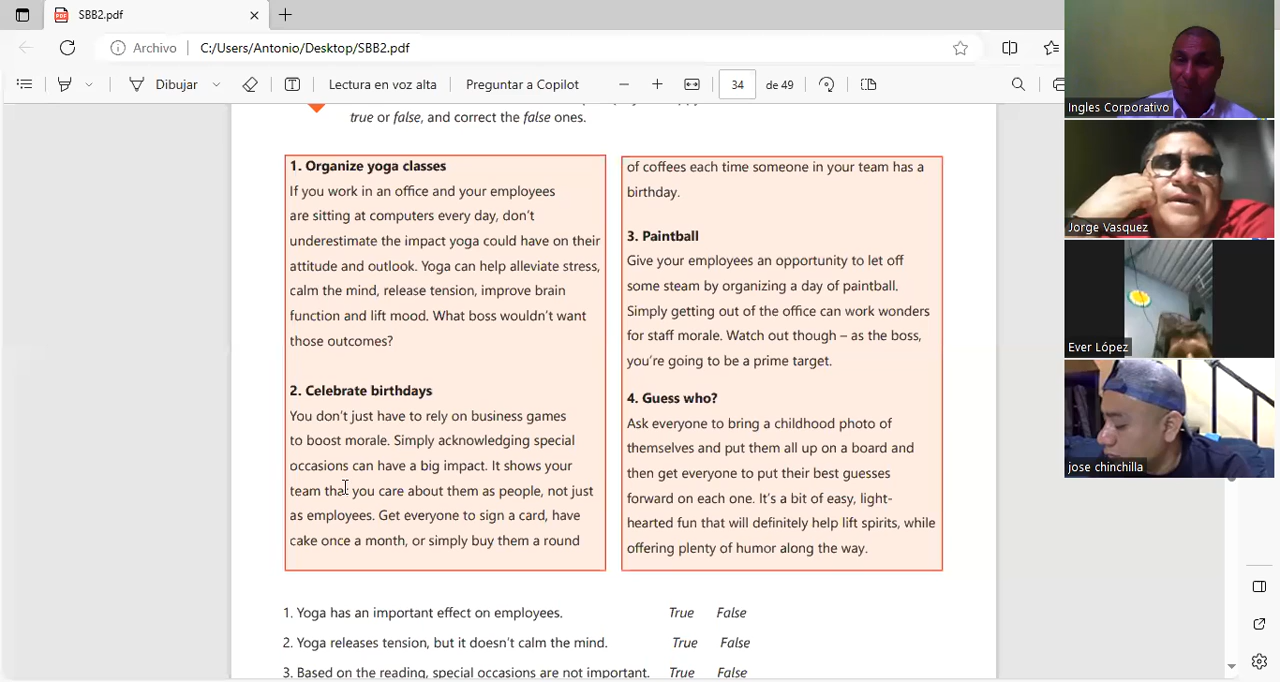 SBB2.pdf
Archivo
C:/Users/Antonio/Desktop/SBB2.pdf
Dibujar
Lectura en voz alta
Preguntar a Copilot
34
de 49
true or false, and correct the false ones.
1. Organize yoga classes
If you work in an office and your employees
are sitting at computers every day, don't
underestimate the impact yoga could have on their
attitude and outlook. Yoga can help alleviate stress,
calm the mind, release tension, improve brain
function and lift mood. What boss wouldn't want
those outcomes?
2. Celebrate birthdays
You don't just have to rely on business games
to boost morale. Simply acknowledging special
occasions can have a big impact. It shows your
team that you care about them as people, not just
as employees. Get everyone to sign a card, have
cake once a month, or simply buy them a round
of coffees each time someone in your team has a
birthday.
3. Paintball
Give your employees an opportunity to let off
some steam by organizing a day of paintball.
Simply getting out of the office can work wonders
for staff morale. Watch out though – as the boss,
you're going to be a prime target.
4. Guess who?
Ask everyone to bring a childhood photo of
themselves and put them all up on a board and
then get everyone to put their best guesses
forward on each one. It's a bit of easy, light-
hearted fun that will definitely help lift spirits, while
offering plenty of humor along the way.
1. Yoga has an important effect on employees. True False
2. Yoga releases tension, but it doesn't calm the mind. True False
3. Based on the reading, special occasions are not important. True False
Ingles Corporativo
Jorge Vasquez
Ever López
jose chinchilla